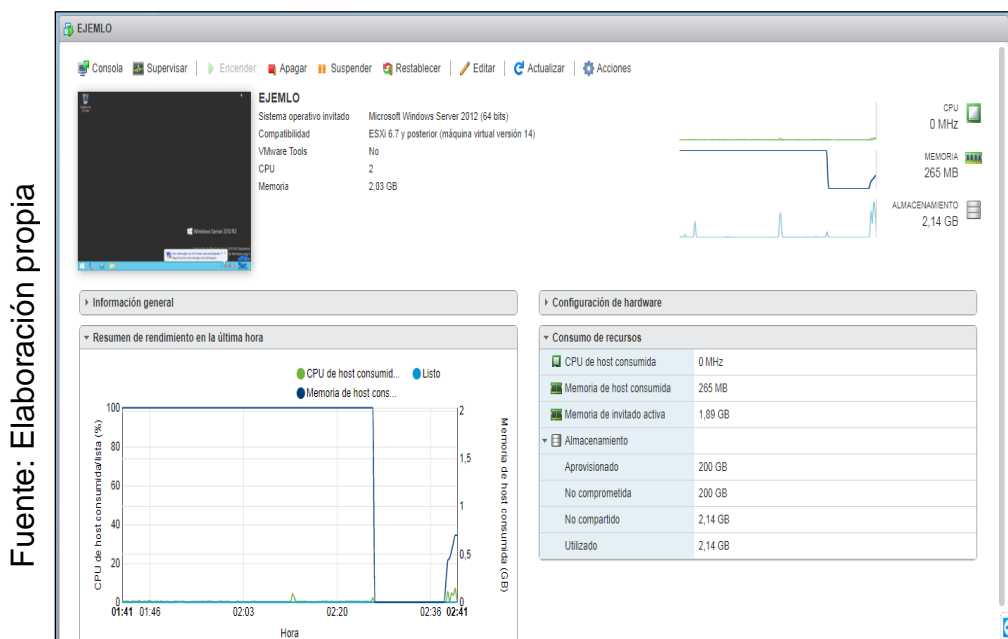 Fuente: Elaboración propia
EJEMLO
Consola Supervisar Encender Apagar Suspender Restablecer Editar Actualizar Acciones
EJEMLO
Sistema operativo invitado Microsoft Windows Server 2012 (64 bits)
Compatibilidad ESXi 6.7 y posterior (máquina virtual versión 14)
VMware Tools No
CPU 2
Memoria 2,03 GB
CPU
0 MHz
MEMORIA
265 MB
ALMACENAMIENTO
2,14 GB
Windows Server 2012 R2
Información general
Resumen de rendimiento en la última hora
CPU de host consumid... Listo
Memoria de host cons...
CPU de host consumida/lista (%)
100
80
60
40
20
0
2
1,5
1
0,5
0
Memoria de host consumida (GB)
01:41 01:46 02:03 02:20 02:36 02:41
Hora
Configuración de hardware
Consumo de recursos
CPU de host consumida 0 MHz
Memoria de host consumida 265 MB
Memoria de invitado activa 1,89 GB
Almacenamiento
Aprovisionado 200 GB
No comprometida 200 GB
No compartido 2,14 GB
Utilizado 2,14 GB